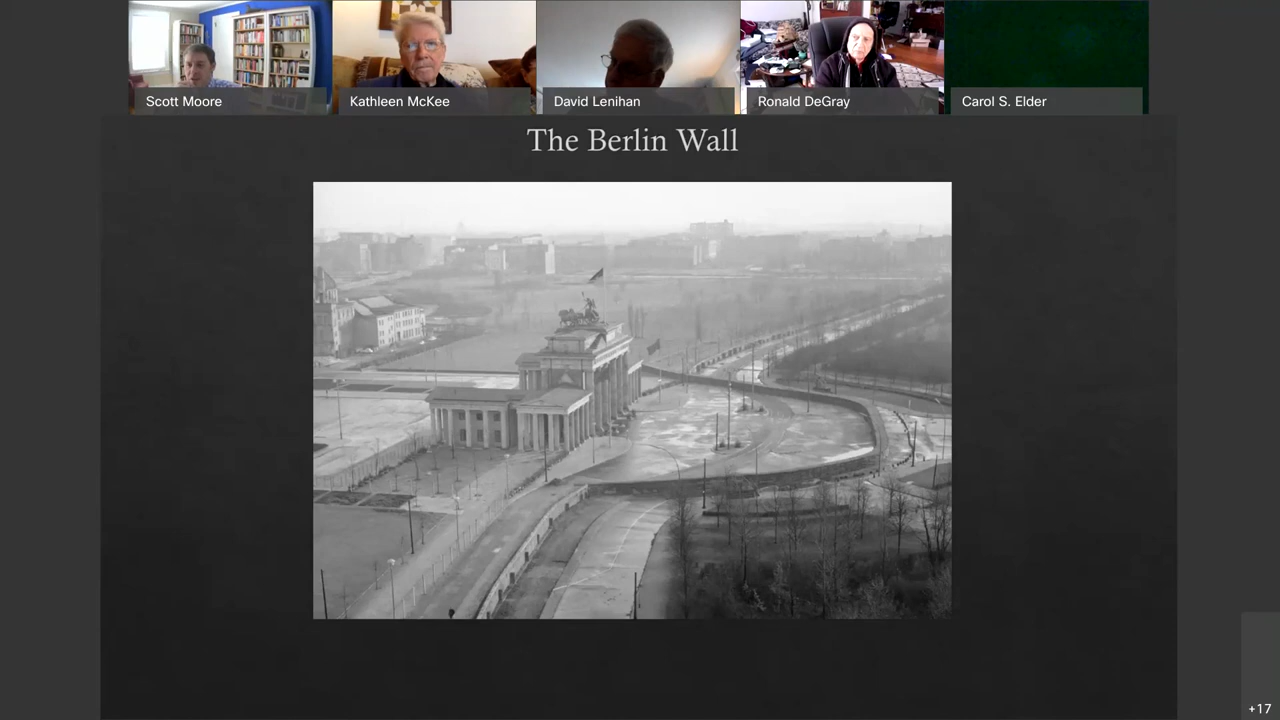 Scott Moore
Kathleen McKee
David Lenihan
Ronald DeGray
Carol S. Elder
The Berlin Wall
+17